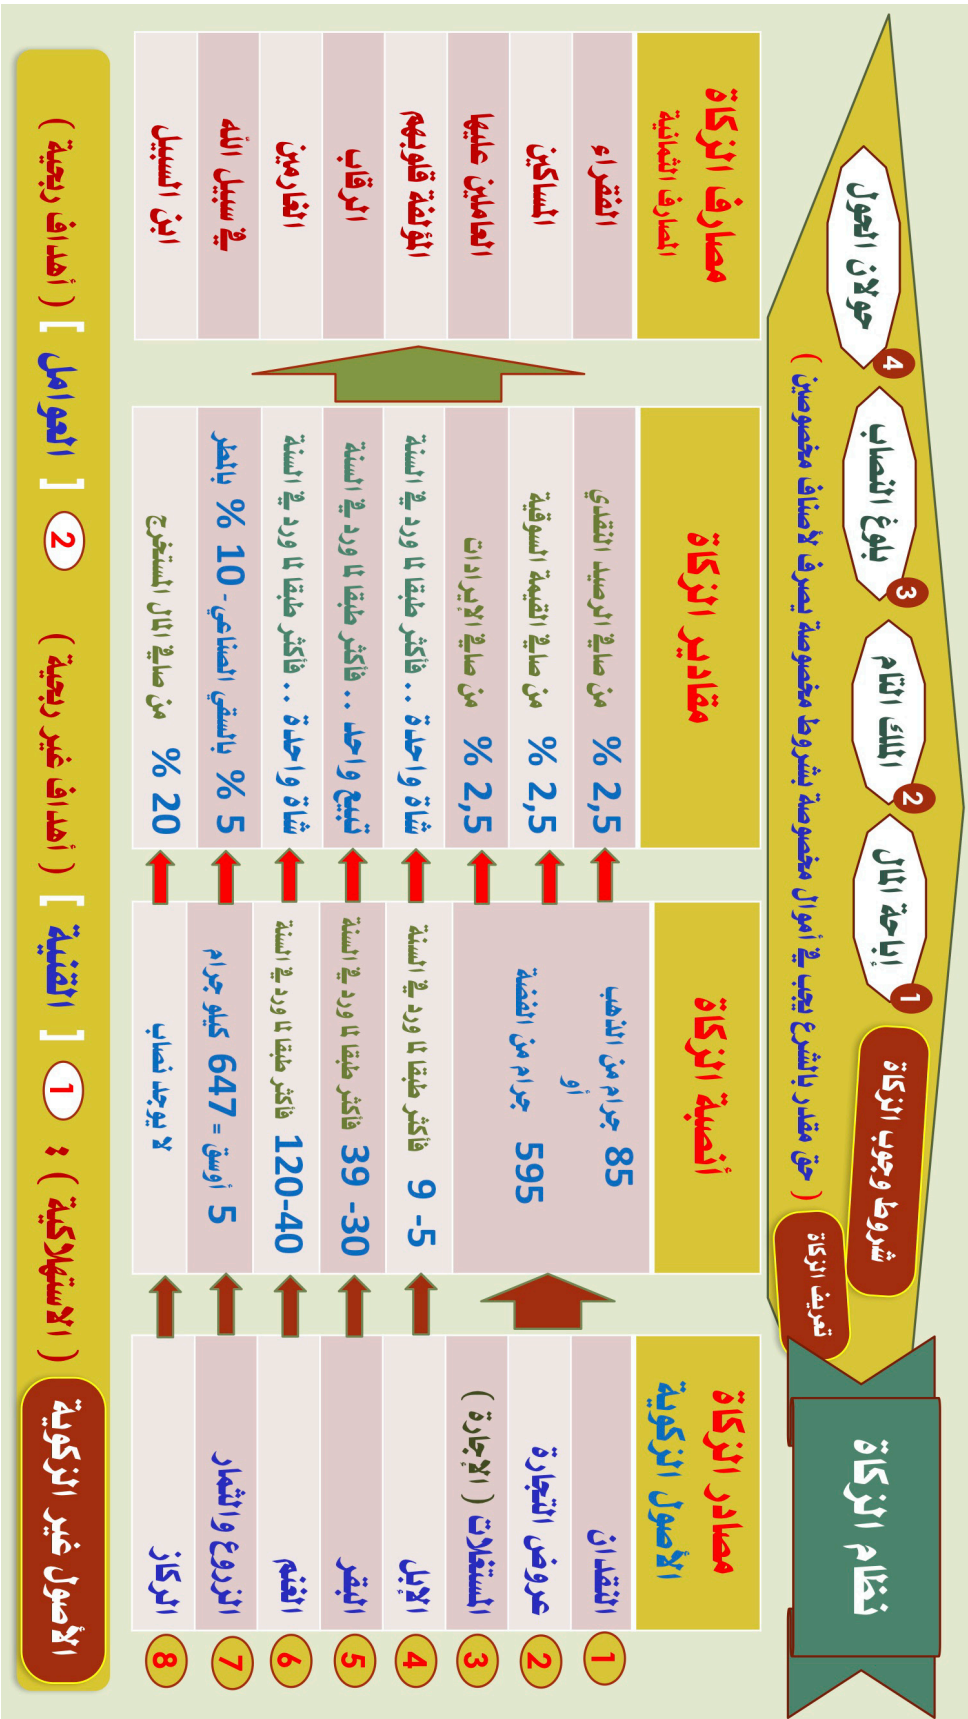 نظام الزكاة
شروط وجوب الزكاة
1 إباحة المال
2 الملك التام
3 بلوغ النصاب
4 حولان الحول
تعريف الزكاة
( حق مقدر بالشرع يجب في أموال مخصوصة بشروط مخصوصة يصرف لأصناف مخصوصين )
مصادر الزكاة
الأصول الزكوية
1 النقدان
2 عروض التجارة
3 المستغلات ( الإجارة )
4 الإبل
5 البقر
6 الغنم
7 الزروع والثمار
8 الركاز
أنصبة الزكاة
85 جرام من الذهب
أو
595 جرام من الفضة
5- 9 فأكثر طبقا لما ورد في السنة
30- 39 فأكثر طبقا لما ورد في السنة
40-120 فأكثر طبقا لما ورد في السنة
5 أوسق = 647 كيلو جرام
لا يوجد نصاب
مقادير الزكاة
2,5 % من صافي الرصيد النقدي
2,5 % من صافي القيمة السوقية
2,5 % من صافي الإيرادات
شاة واحدة .. فأكثر طبقا لما ورد في السنة
تبيع واحد .. فأكثر طبقا لما ورد في السنة
شاة واحدة .. فأكثر طبقا لما ورد في السنة
5 % بالسقي الصناعي - 10 % بالمطر
20 % من صافي المال المستخرج
مصارف الزكاة
المصارف الثمانية
الفقراء
المساكين
العاملين عليها
المؤلفة قلوبهم
الرقاب
الغارمين
في سبيل الله
ابن السبيل
الأصول غير الزكوية ( الاستهلاكية ) : 1 [ القنية ] ( أهداف غير ربحية ) 2 [ العوامل ] ( أهداف ربحية )